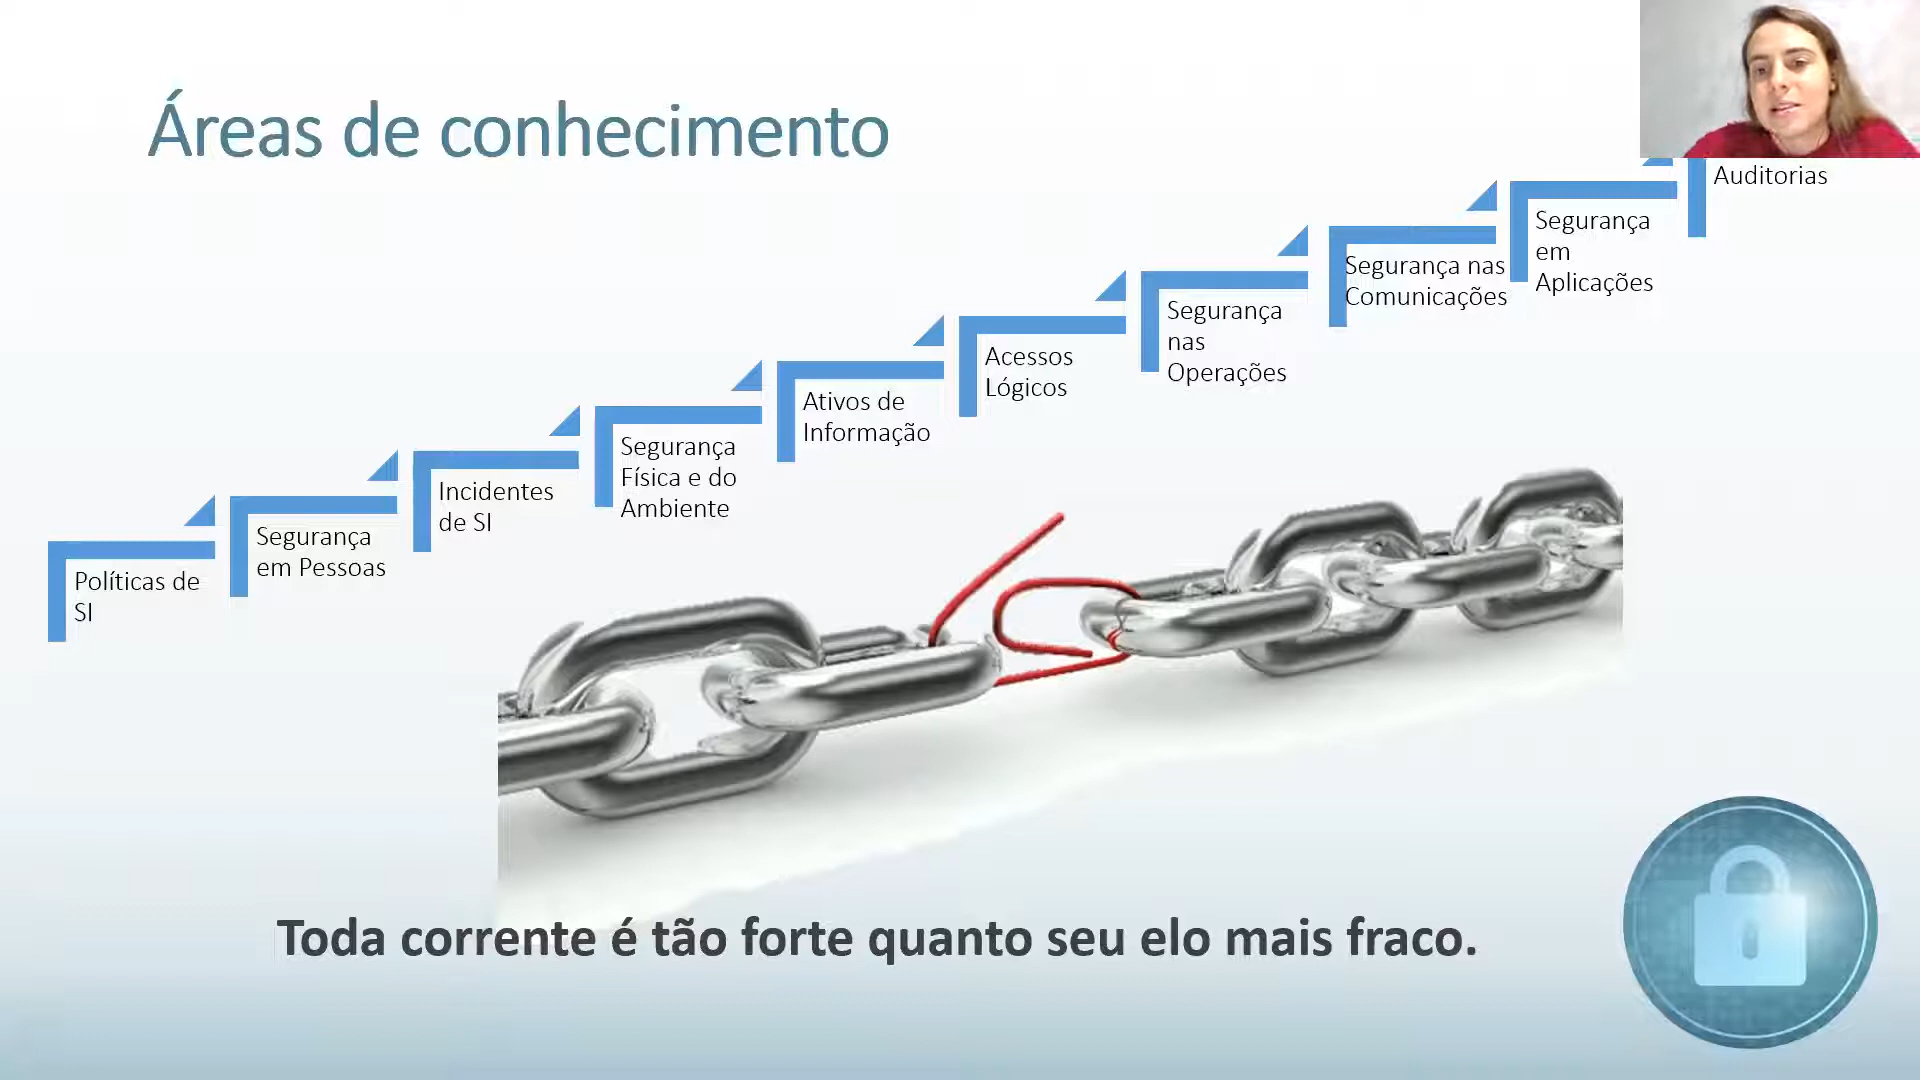 Áreas de conhecimento
Políticas de
SI
Segurança
em Pessoas
Incidentes
de SI
Segurança
Física e do
Ambiente
Ativos de
Informação
Acessos
Lógicos
Segurança
nas
Operações
Segurança nas
Comunicações
Segurança
em
Aplicações
Auditorias
Toda corrente é tão forte quanto seu elo mais fraco.